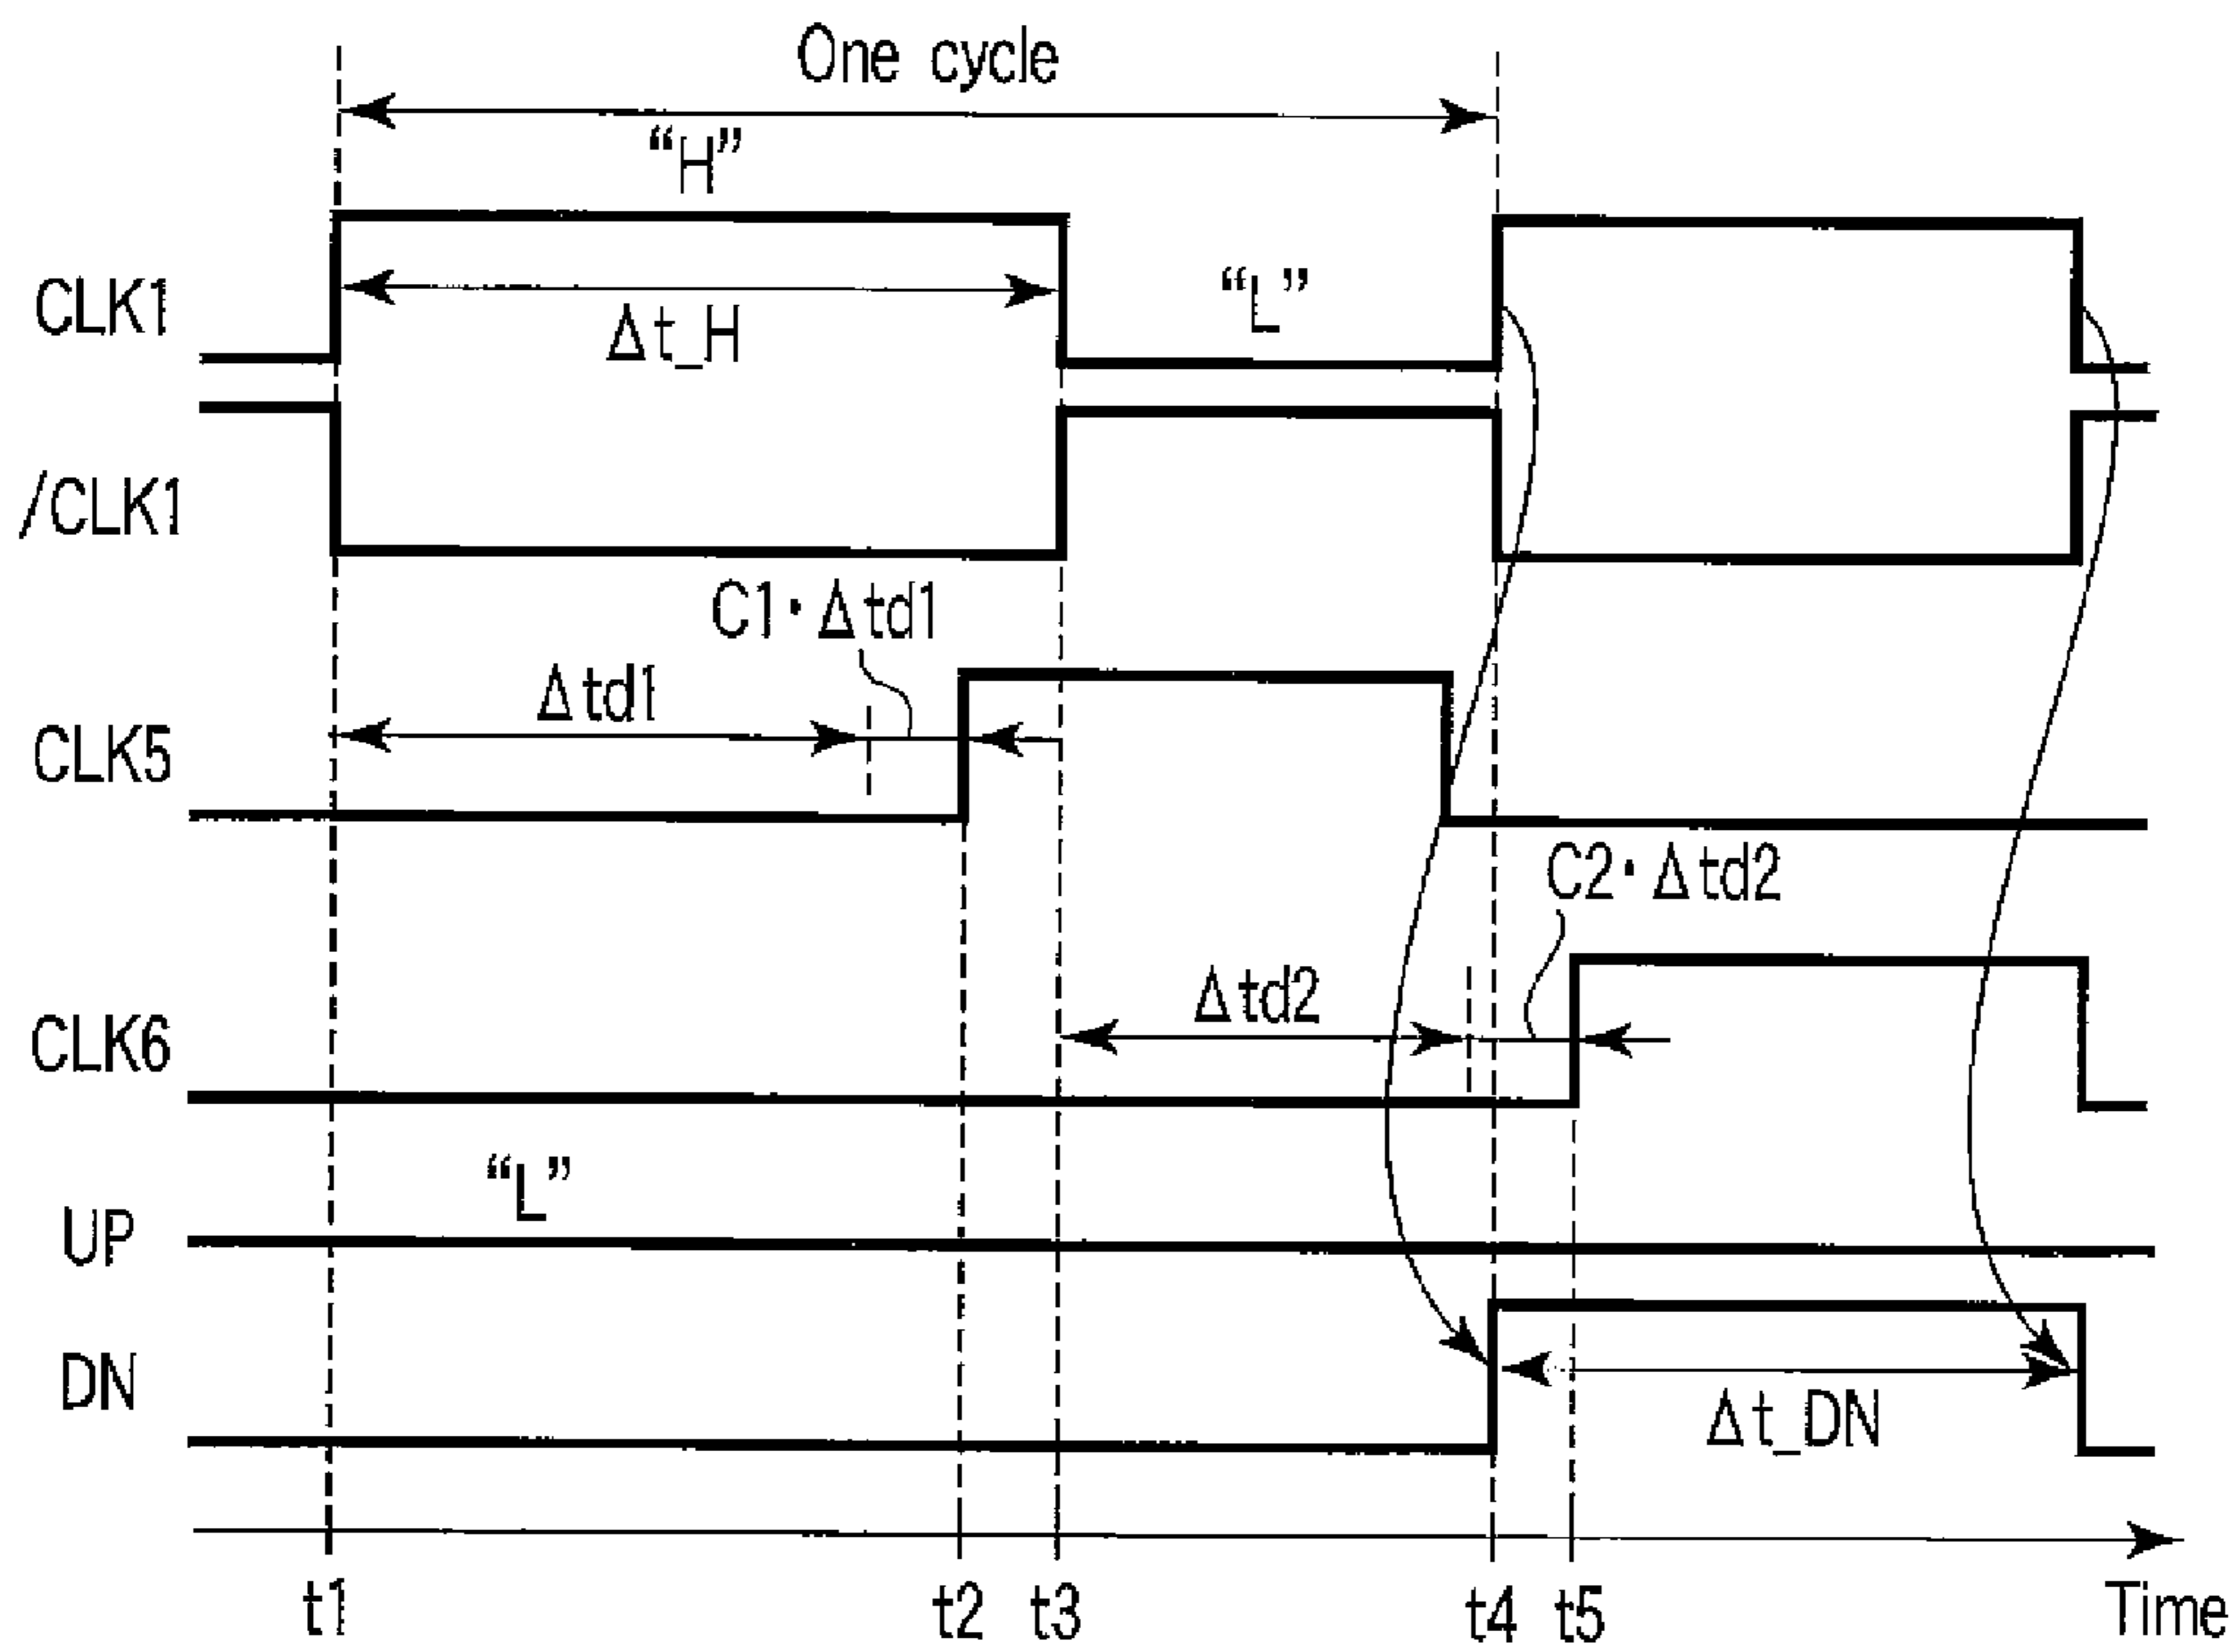 One cycle
“H”
CLK1
Δt_H
“L”
/CLK1
C1・Δtd1
Δtd1
CLK5
C2・Δtd2
Δtd2
CLK6
“L”
UP
DN
Δt_DN
t1 t2 t3 t4 t5 Time